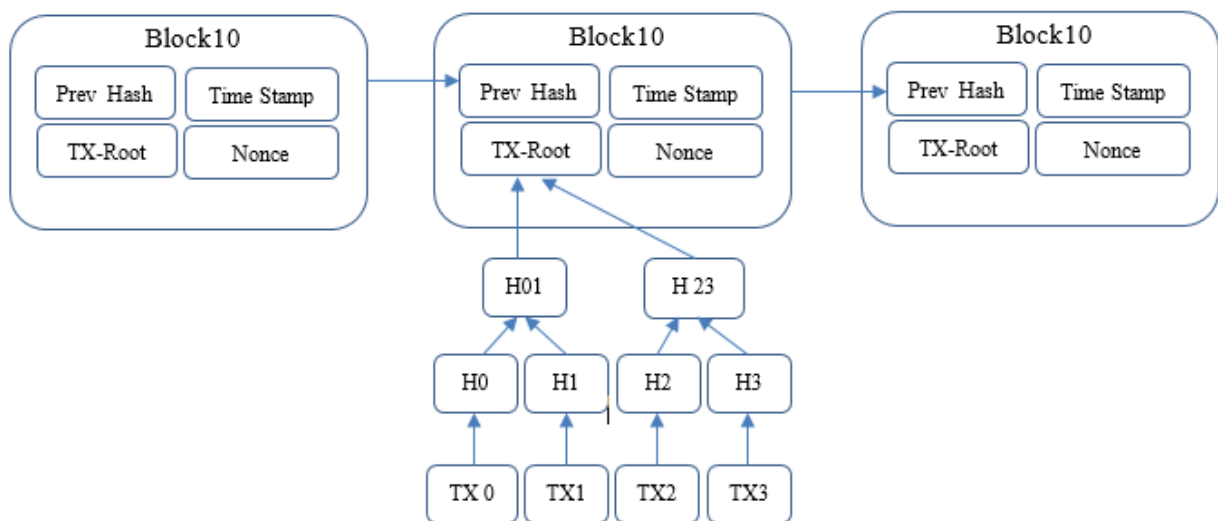 Block10
Prev Hash
Time Stamp
TX-Root
Nonce
Block10
Prev Hash
Time Stamp
TX-Root
Nonce
Block10
Prev Hash
Time Stamp
TX-Root
Nonce
H01
H 23
H0
H1
H2
H3
TX 0
TX1
TX2
TX3